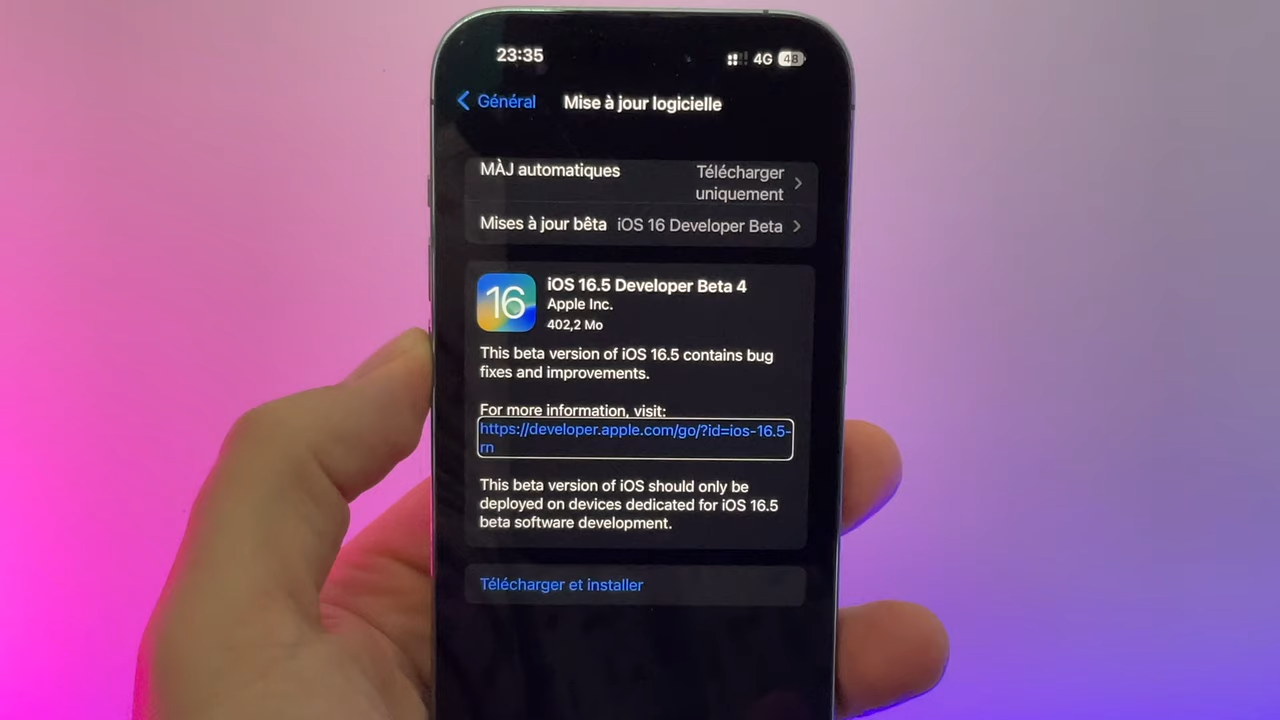 23:35 4G 48
Général Mise à jour logicielle
MÀJ automatiques Télécharger
uniquement
Mises à jour bêta iOS 16 Developer Beta
16
iOS 16.5 Developer Beta 4
Apple Inc.
402,2 Mo
This beta version of iOS 16.5 contains bug
fixes and improvements.
For more information, visit:
https://developer.apple.com/go/?id=ios-16.5-
rn
This beta version of iOS should only be
deployed on devices dedicated for iOS 16.5
beta software development.
Télécharger et installer